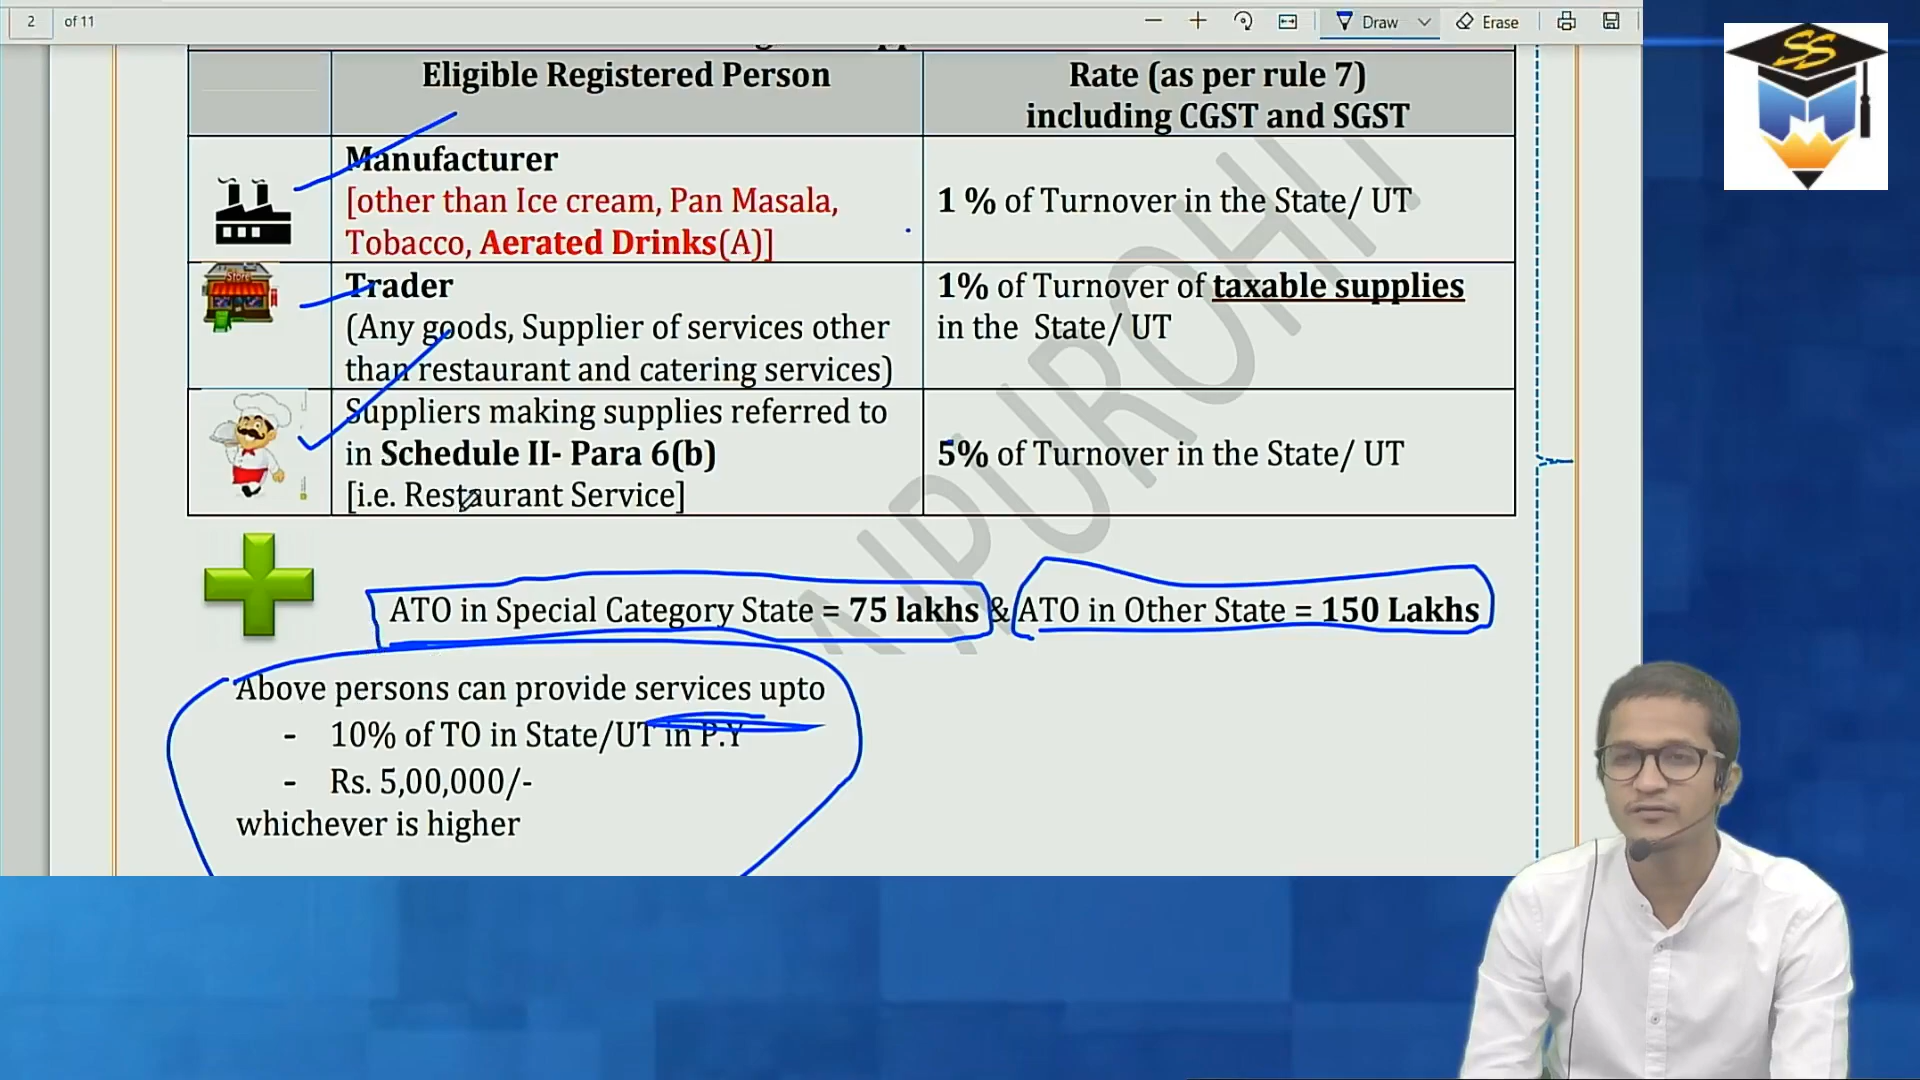 2 of 11
Draw
Erase
Eligible Registered Person
Rate (as per rule 7)
including CGST and SGST
Manufacturer
[other than Ice cream, Pan Masala,
Tobacco, Aerated Drinks(A)]
1 % of Turnover in the State/ UT
Store
Trader
(Any goods, Supplier of services other
than restaurant and catering services)
1% of Turnover of taxable supplies
in the State/ UT
Suppliers making supplies referred to
in Schedule II- Para 6(b)
[i.e. Restaurant Service]
5% of Turnover in the State/ UT
ATO in Special Category State = 75 lakhs & ATO in Other State = 150 Lakhs
Above persons can provide services upto
- 10% of TO in State/UT in P.Y
- Rs. 5,00,000/-
whichever is higher
SS